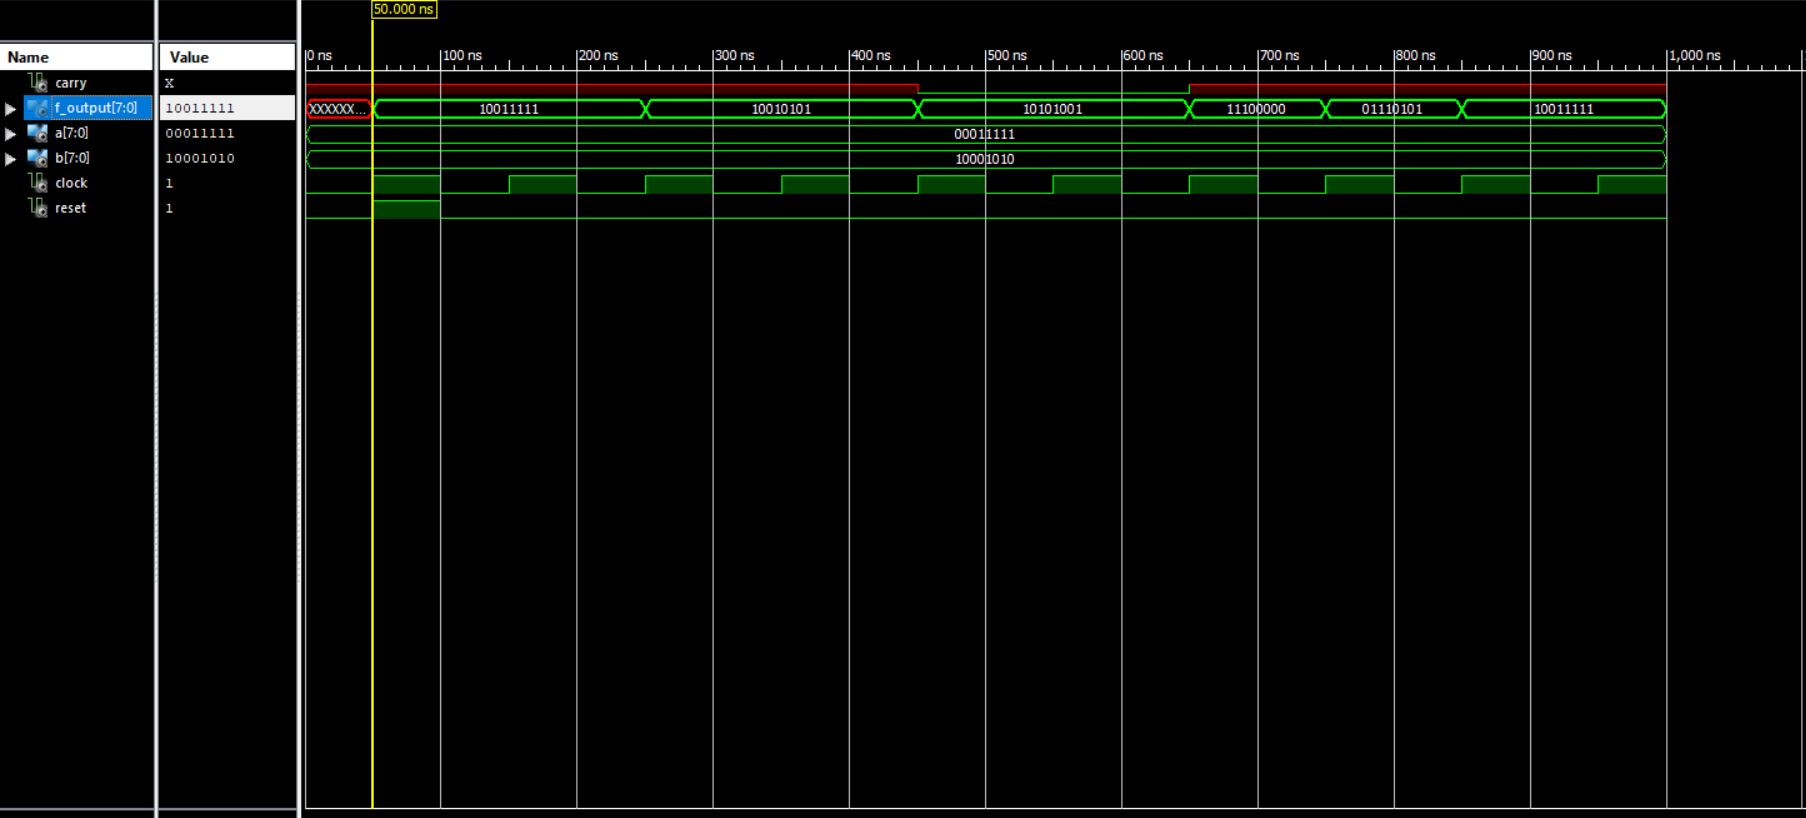 50.000 ns
Name Value
0 ns 100 ns 200 ns 300 ns 400 ns 500 ns 600 ns 700 ns 800 ns 900 ns 1,000 ns
carry X
f_output[7:0] 10011111 XXXXXX... 10011111 10010101 10101001 11100000 01110101 10011111
a[7:0] 00011111 00011111
b[7:0] 10001010 10001010
clock 1
reset 1